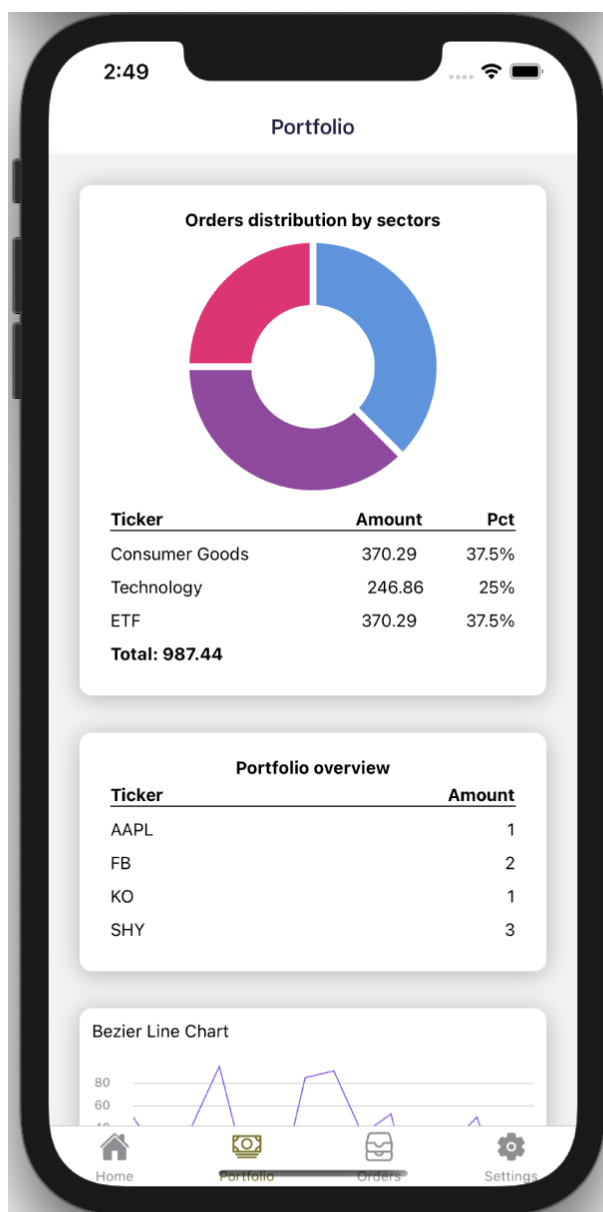 2:49
Portfolio
Orders distribution by sectors
Ticker Amount Pct
Consumer Goods 370.29 37.5%
Technology 246.86 25%
ETF 370.29 37.5%
Total: 987.44
Portfolio overview
Ticker Amount
AAPL 1
FB 2
KO 1
SHY 3
Bezier Line Chart
80
60
40
Home Portfolio Orders Settings